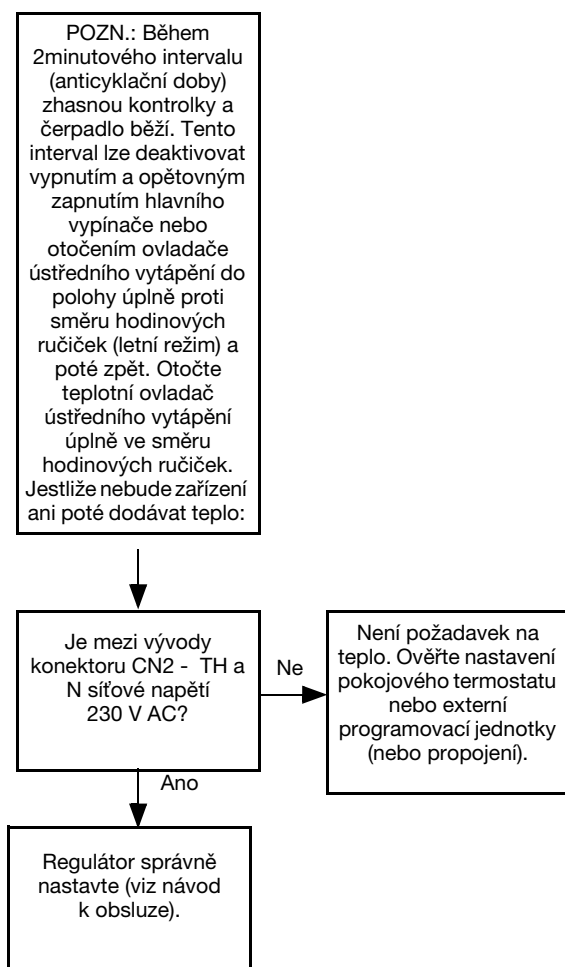 POZN.: Během
2minutového intervalu
(anticyklační doby)
zhasnou kontrolky a
čerpadlo běží. Tento
interval lze deaktivovat
vypnutím a opětovným
zapnutím hlavního
vypínače nebo
otočením ovladače
ústředního vytápění do
polohy úplně proti
směru hodinových
ručiček (letní režim) a
poté zpět. Otočte
teplotní ovladač
ústředního vytápění
úplně ve směru
hodinových ručiček.
Jestliže nebude zařízení
ani poté dodávat teplo:
Je mezi vývody
konektoru CN2 - TH a
N síťové napětí
230 V AC?
Ne
Není požadavek na
teplo. Ověřte nastavení
pokojového termostatu
nebo externí
programovací jednotky
(nebo propojení).
Ano
Regulátor správně
nastavte (viz návod
k obsluze).